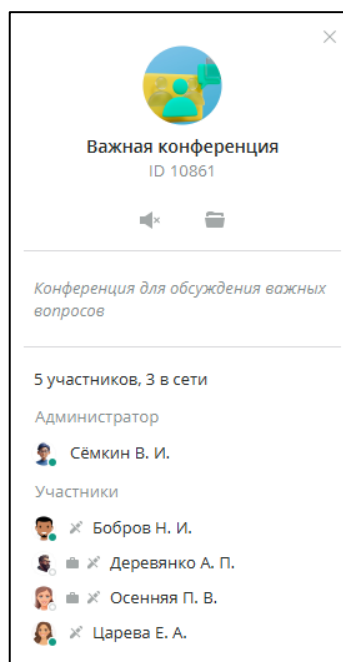 Важная конференция
ID 10861
Конференция для обсуждения важных
вопросов
5 участников, 3 в сети
Администратор
Сёмкин В. И.
Участники
Бобров Н. И.
Деревянко А. П.
Осенняя П. В.
Царева Е. А.